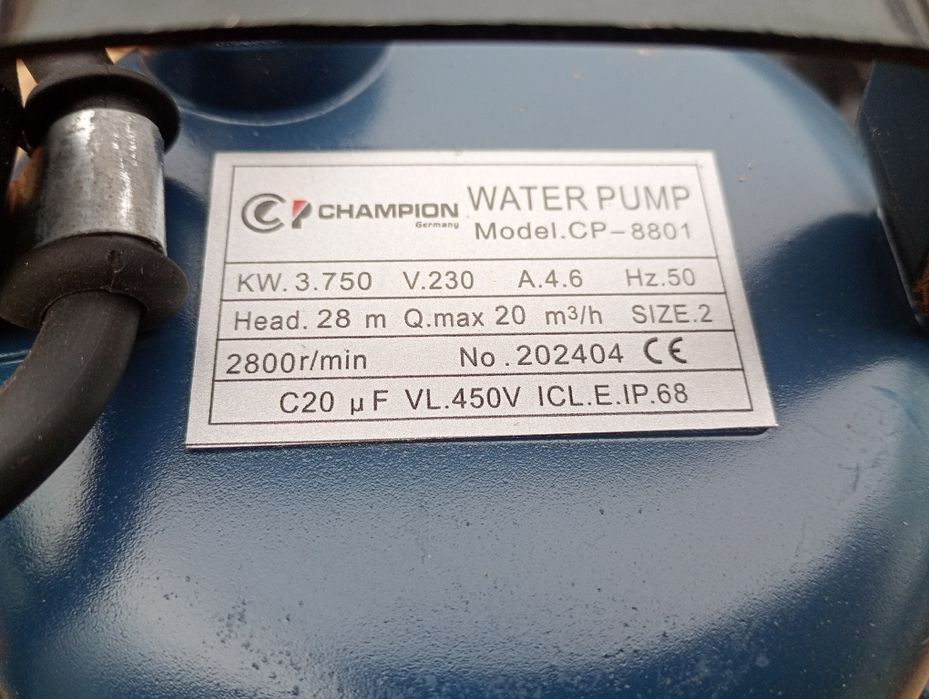 CHAMPION
Germany
WATER PUMP
Model.CP-8801
KW. 3.750 V.230 A.4.6 Hz.50
Head. 28 m Q.max 20 m³/h SIZE.2
2800r/min No.202404 CE
C20 μF VL.450V ICL.E.IP.68